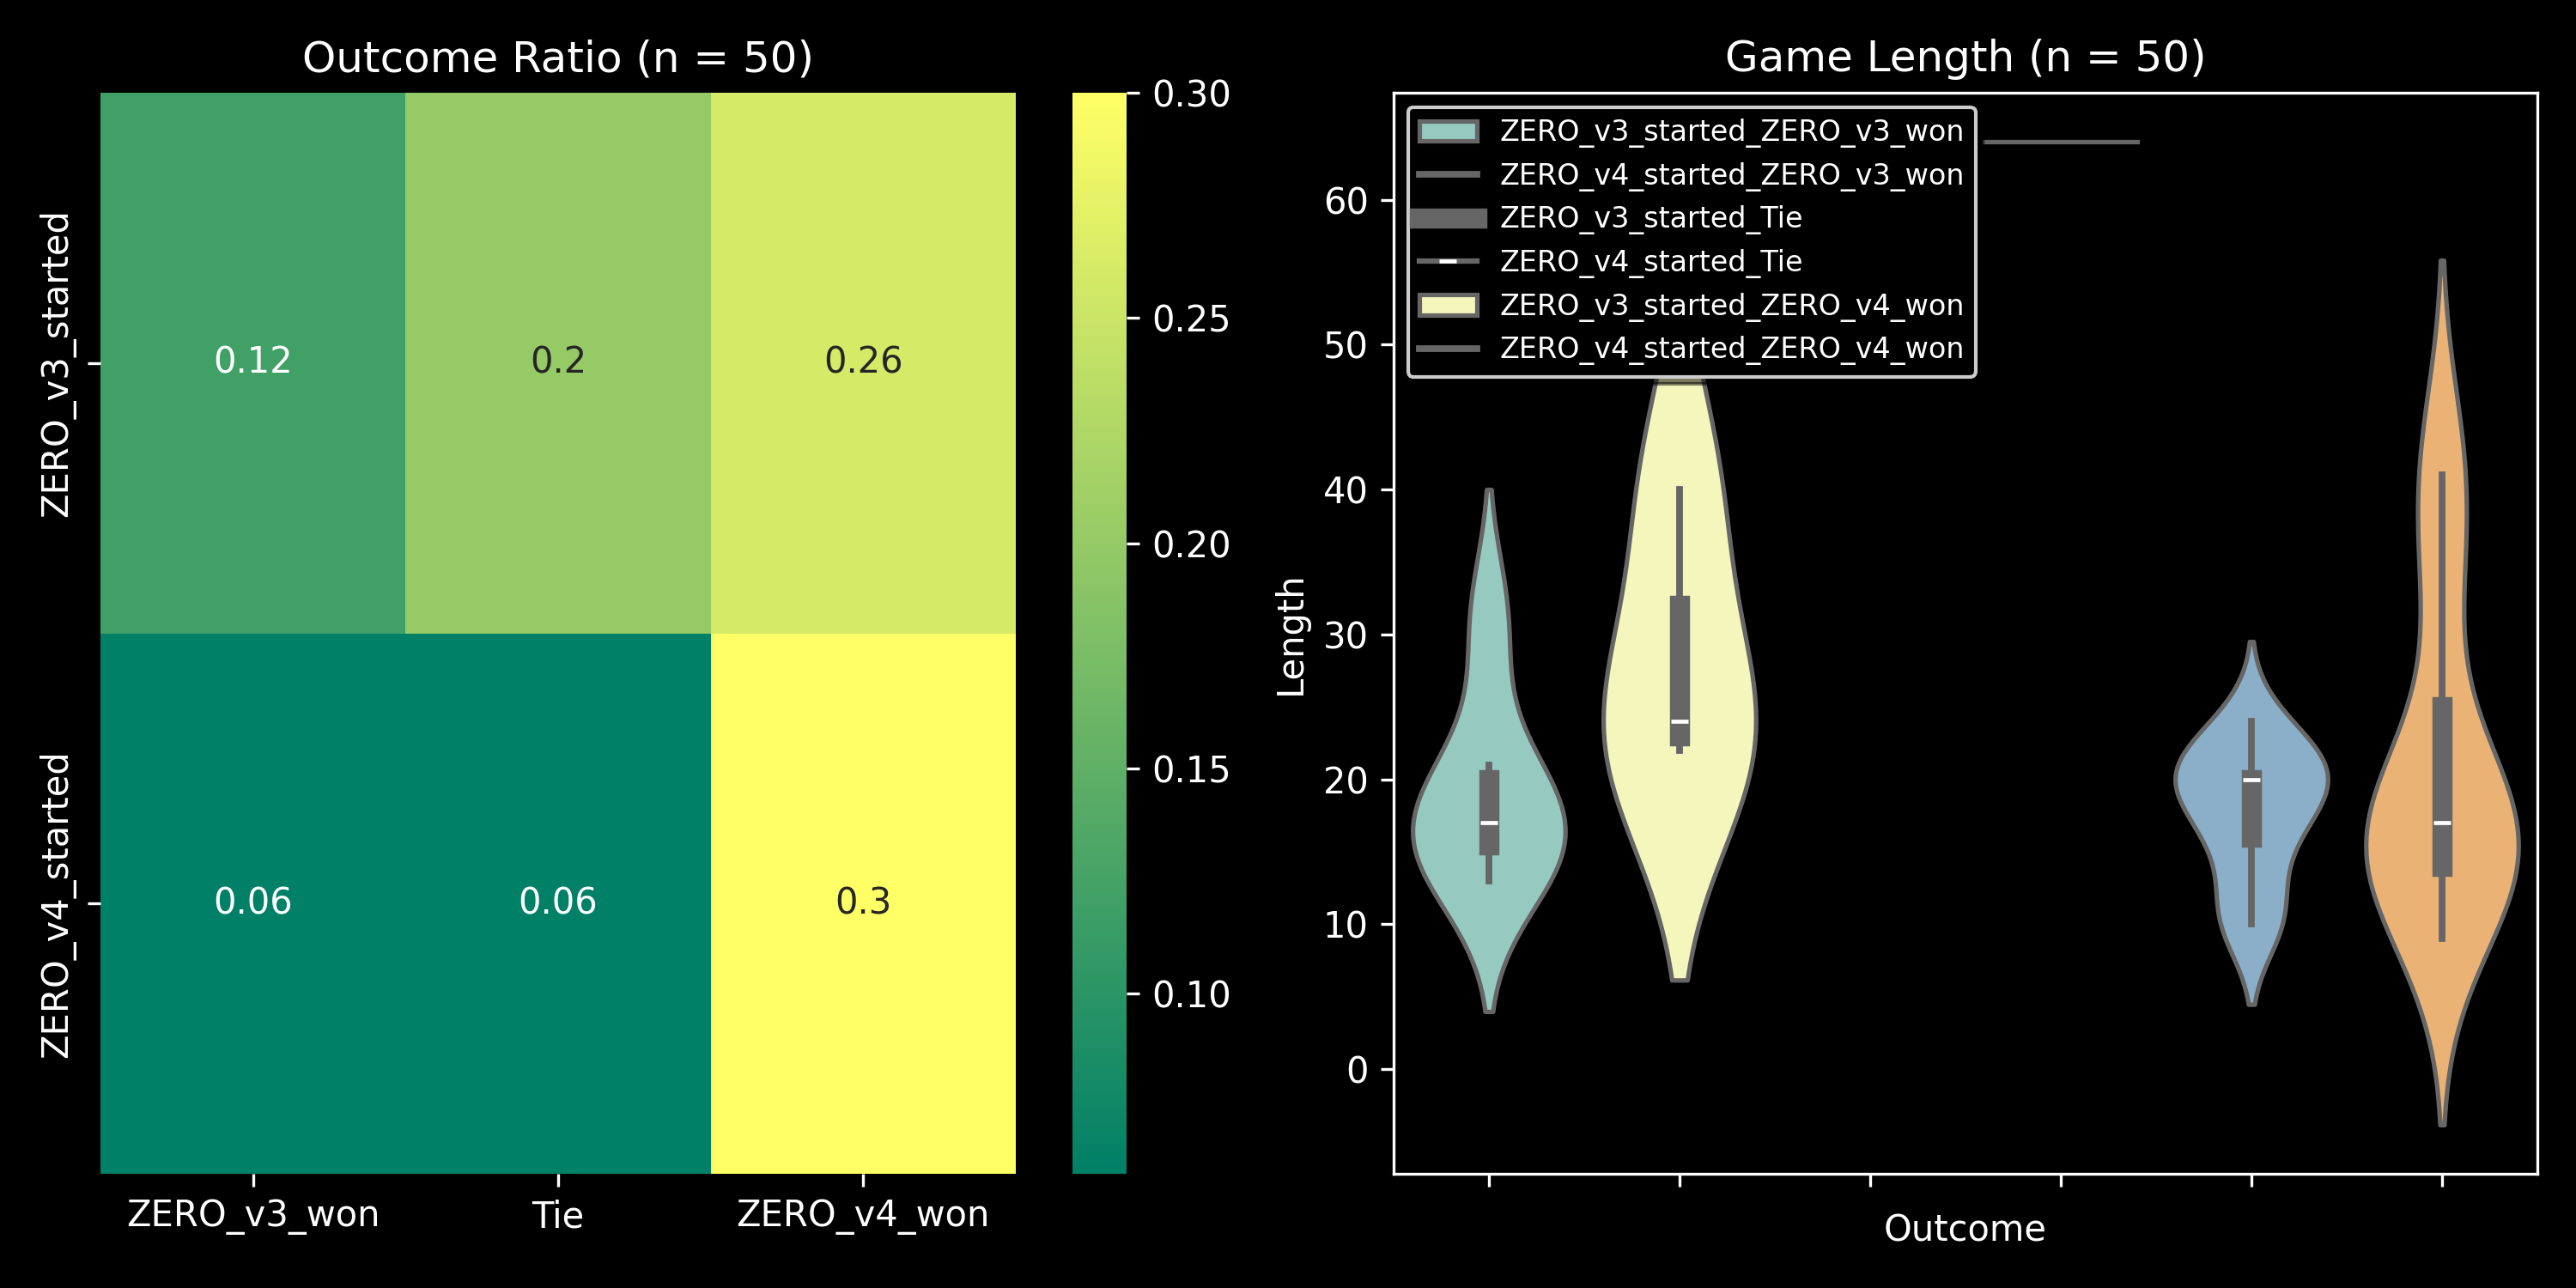 Outcome Ratio (n = 50)
ZERO_v3_started
ZERO_v4_started
0.12
0.2
0.26
0.06
0.06
0.3
ZERO_v3_won
Tie
ZERO_v4_won
0.30
0.25
0.20
0.15
0.10
Game Length (n = 50)
Length
60
50
40
30
20
10
0
ZERO_v3_started_ZERO_v3_won
ZERO_v4_started_ZERO_v3_won
ZERO_v3_started_Tie
ZERO_v4_started_Tie
ZERO_v3_started_ZERO_v4_won
ZERO_v4_started_ZERO_v4_won
Outcome